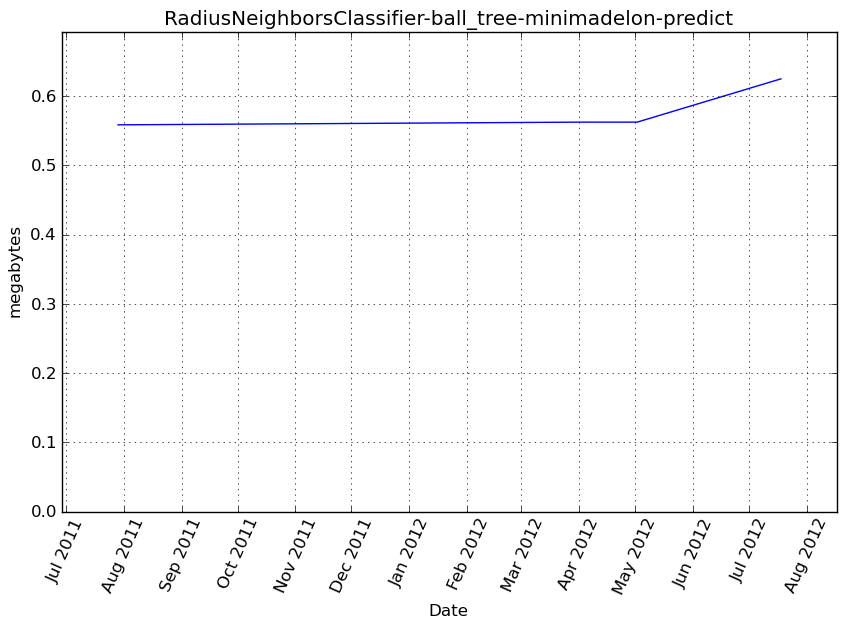 RadiusNeighborsClassifier-ball_tree-minimadelon-predict
0.6
0.5
0.4
0.3
0.2
0.1
0.0
megabytes
Jul 2011
Aug 2011
Sep 2011
Oct 2011
Nov 2011
Dec 2011
Jan 2012
Feb 2012
Mar 2012
Apr 2012
May 2012
Jun 2012
Jul 2012
Aug 2012
Date